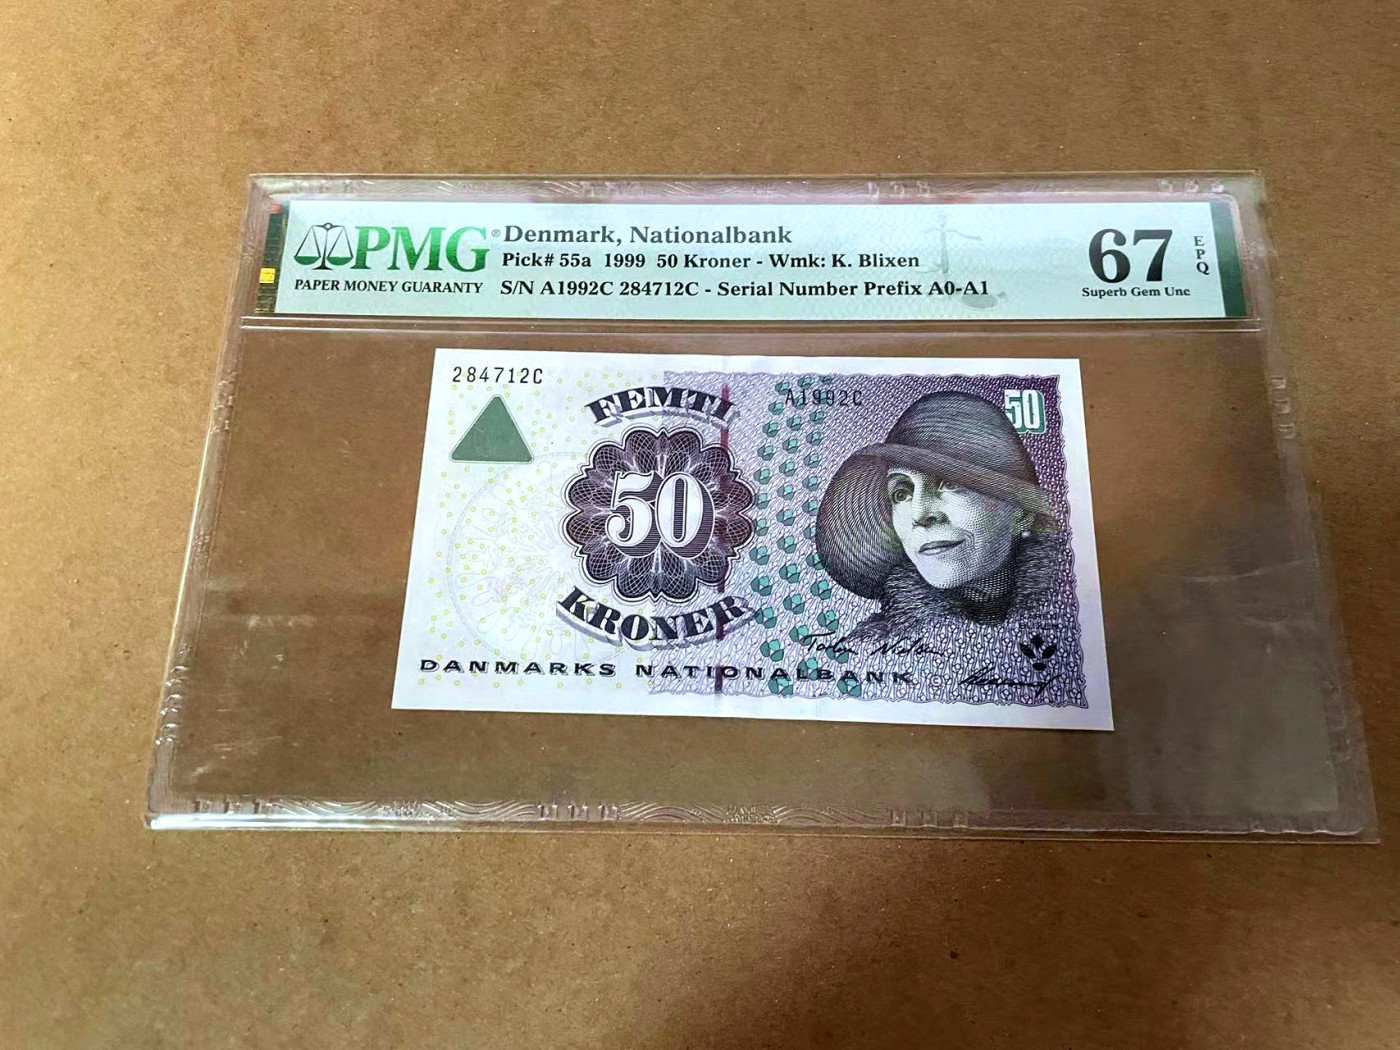 PMG®
PAPER MONEY GUARANTY
Denmark, Nationalbank
Pick# 55a 1999 50 Kroner - Wmk: K. Blixen
S/N A1992C 284712C - Serial Number Prefix A0-A1
67
EPQ
Superb Gem Unc
284712C
FEMTI
50
KRONER
DANMARKS NATIONALBANK
A1992C
50